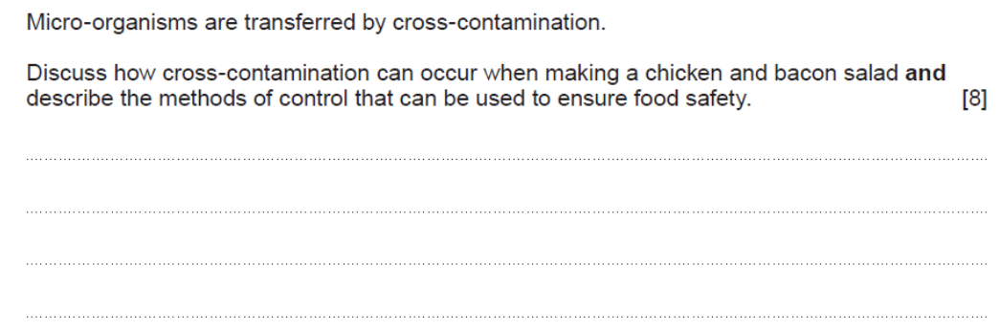 Micro-organisms are transferred by cross-contamination.
Discuss how cross-contamination can occur when making a chicken and bacon salad and
describe the methods of control that can be used to ensure food safety. [8]